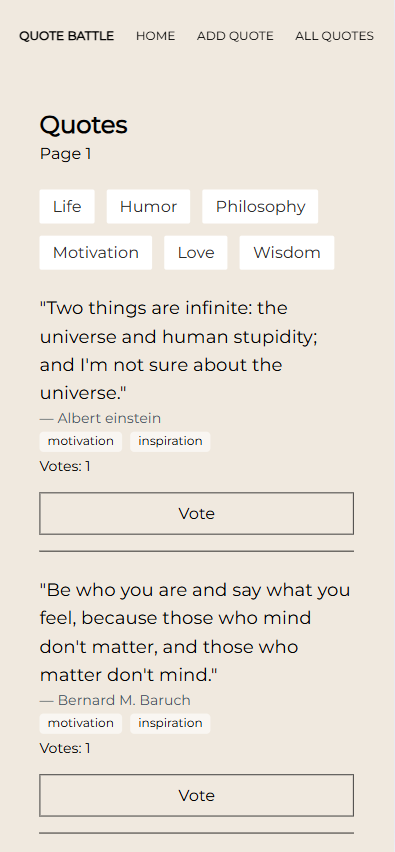 QUOTE BATTLE HOME ADD QUOTE ALL QUOTES
Quotes
Page 1
Life Humor Philosophy
Motivation Love Wisdom
"Two things are infinite: the
universe and human stupidity;
and I'm not sure about the
universe."
— Albert einstein
motivation inspiration
Votes: 1
Vote
"Be who you are and say what you
feel, because those who mind
don't matter, and those who
matter don't mind."
— Bernard M. Baruch
motivation inspiration
Votes: 1
Vote